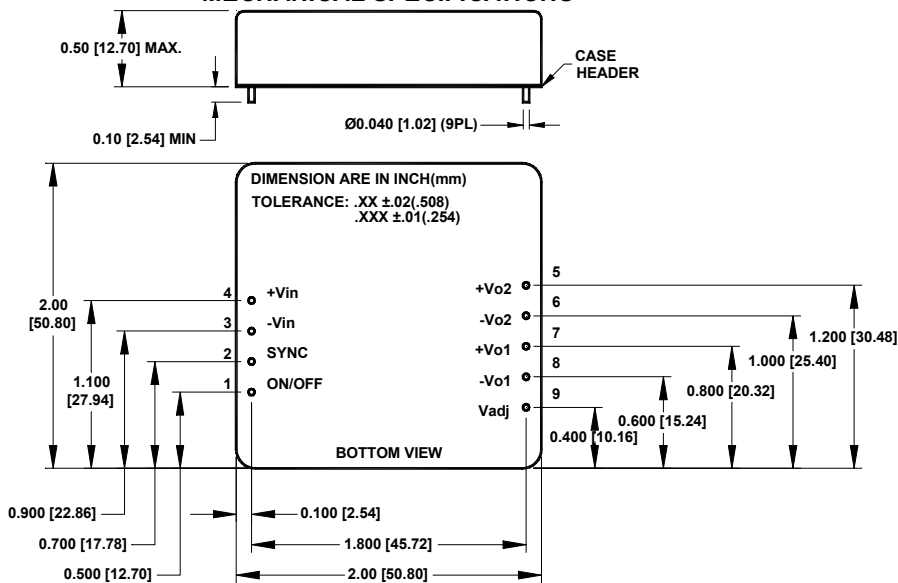 0.50 [12.70] MAX.
CASE
HEADER
Ø0.040 [1.02] (9PL)
0.10 [2.54] MIN
DIMENSION ARE IN INCH(mm)
TOLERANCE: .XX ±.02(.508)
.XXX ±.01(.254)
4 +Vin
3 -Vin
2 SYNC
1 ON/OFF
+Vo2 5
-Vo2 6
+Vo1 7
-Vo1 8
Vadj 9
2.00
[50.80]
1.100
[27.94]
1.200 [30.48]
1.000 [25.40]
0.800 [20.32]
0.600 [15.24]
0.400 [10.16]
BOTTOM VIEW
0.900 [22.86]
0.700 [17.78]
0.500 [12.70]
0.100 [2.54]
1.800 [45.72]
2.00 [50.80]